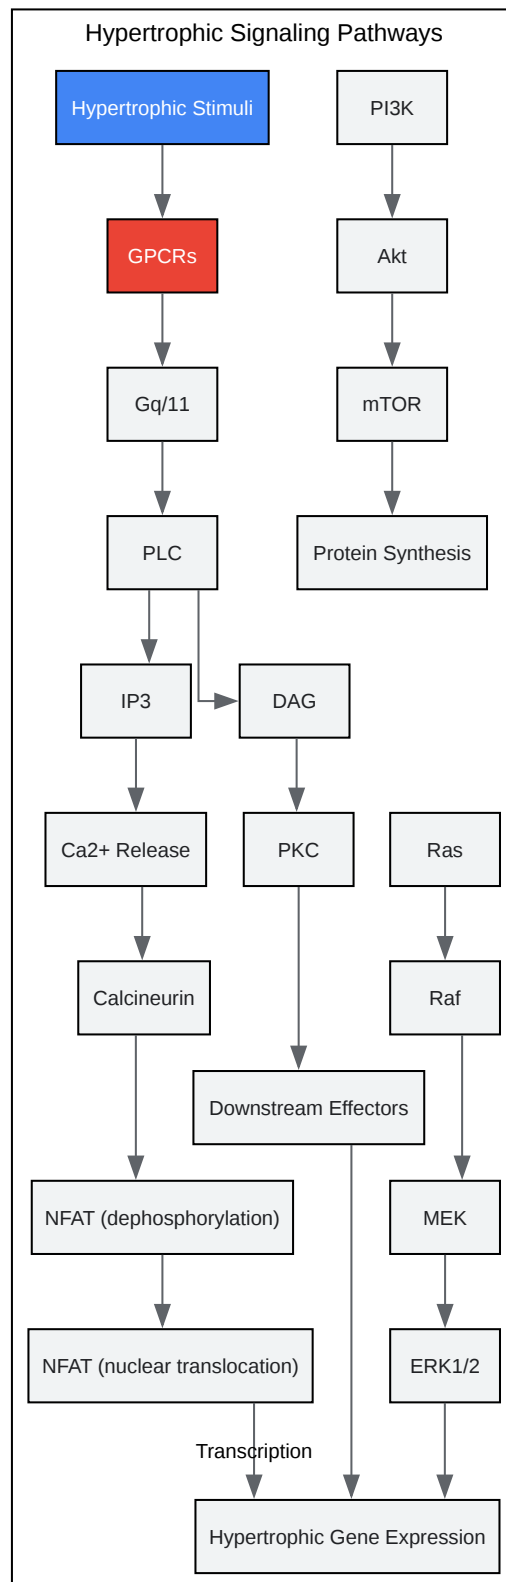 Hypertrophic Signaling Pathways
Hypertrophic Stimuli
PI3K
GPCRs
Akt
Gq/11
mTOR
PLC
Protein Synthesis
IP3
DAG
Ca2+ Release
PKC
Ras
Calcineurin
Raf
Downstream Effectors
NFAT (dephosphorylation)
MEK
NFAT (nuclear translocation)
ERK1/2
Transcription
Hypertrophic Gene Expression